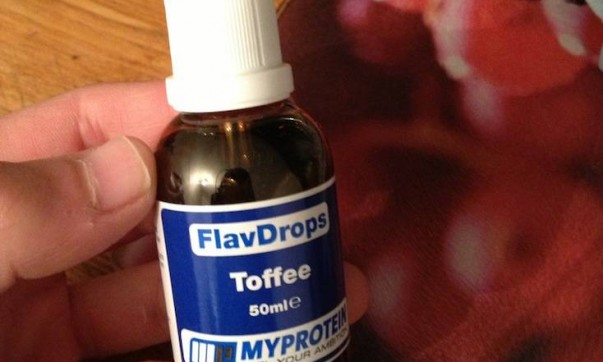 FlavDrops
Toffee
50ml℮
MYPROTEIN
YOUR AMBIT